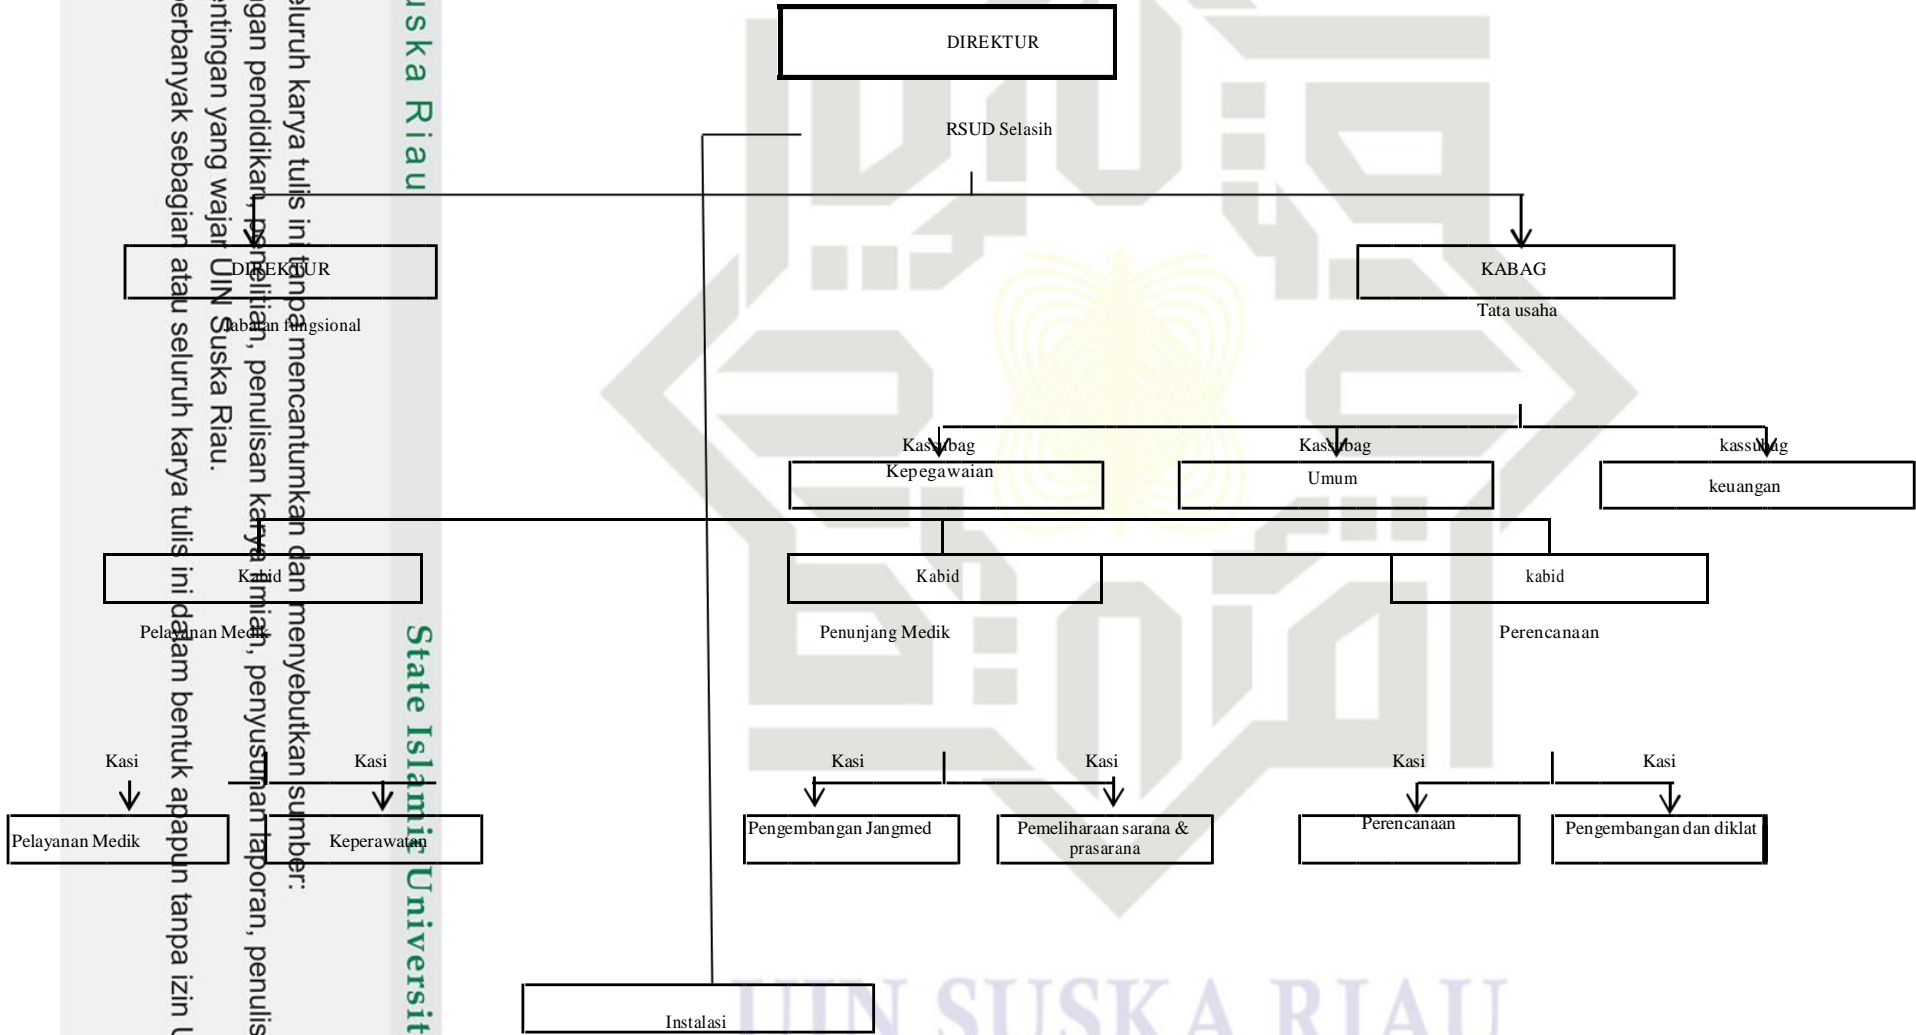 DIREKTUR
RSUD Selasih
DIREKTUR
Jabatan fungsional
KABAG
Tata usaha
Kassubag
Kepegawaian
Kassubag
Umum
kassubag
keuangan
Kabid
Pelayanan Medik
Kabid
Penunjang Medik
kabid
Perencanaan
Kasi
Pelayanan Medik
Kasi
Keperawatan
Kasi
Pengembangan Jangmed
Kasi
Pemeliharaan sarana &
prasarana
Kasi
Perencanaan
Kasi
Pengembangan dan diklat
Instalasi
uska Riau
State Islamic Universit
eluruh karya tulis ini tanpa mencantumkan dan menyebutkan sumber:
ngan pendidikan, penelitian, penulisan karya ilmiah, penyusunan laporan, penulis
entingan yang wajar UIN Suska Riau.
perbanyak sebagian atau seluruh karya tulis ini dalam bentuk apapun tanpa izin U
UIN SUSKA RIAU